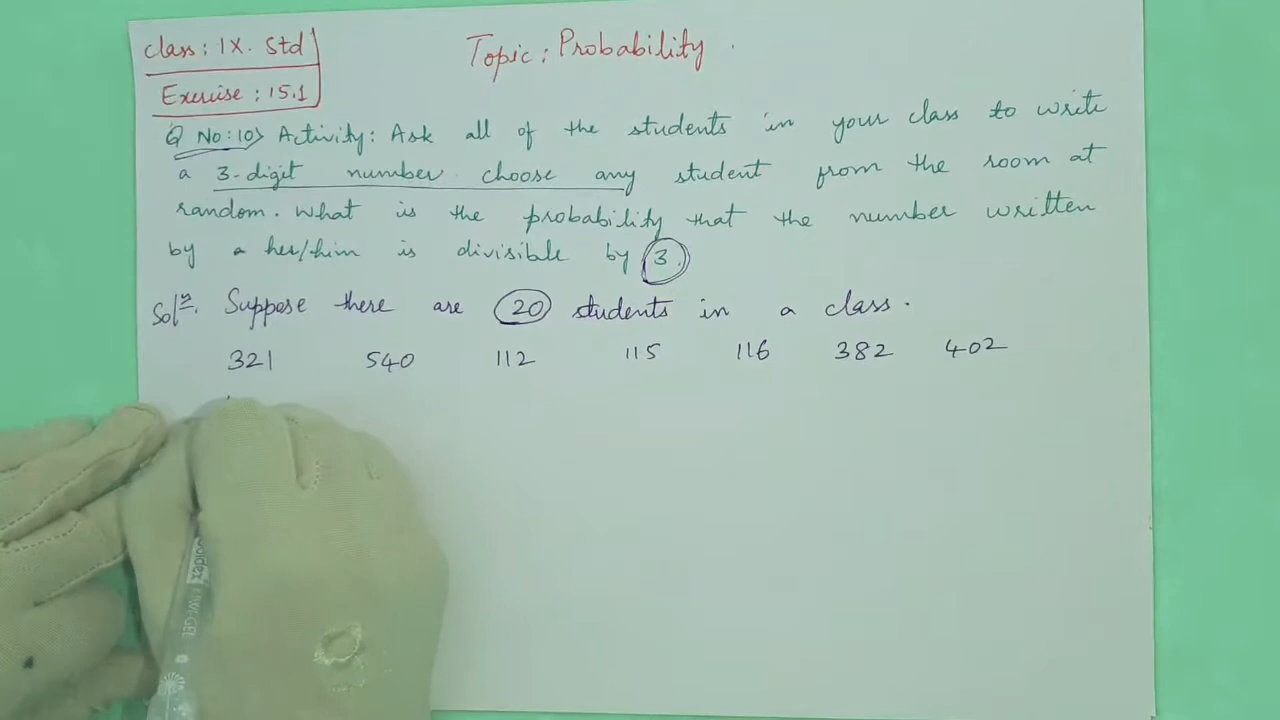 class: IX. Std
Topic: Probability.
Exercise: 15.1
Q No:10> Activity: Ask all of the students in your class to write
a 3-digit number. choose any student from the room at
random. What is the probability that the number written
by a her/him is divisible by 3.
Solⁿ. Suppose there are 20 students in a class.
321 540 112 115 116 382 402
KIWI-GEL